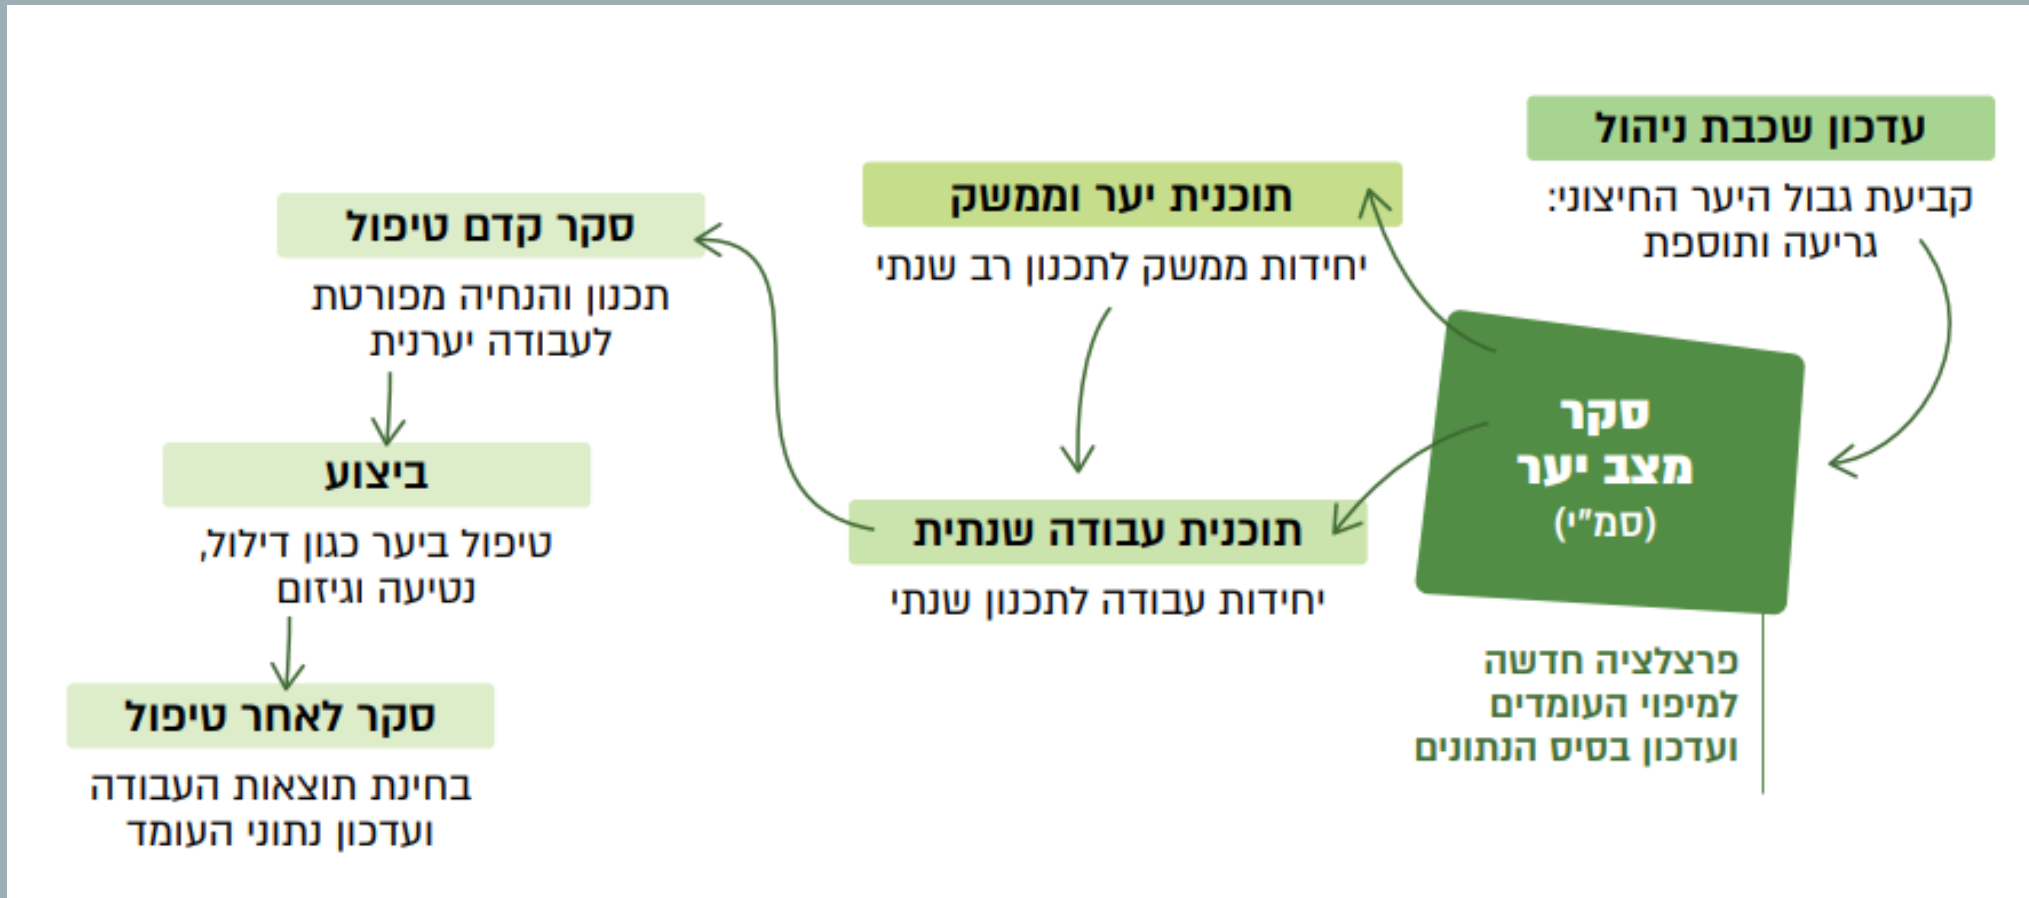 עדכון שכבת ניהול
קביעת גבול היער החיצוני:
גריעה ותוספת
סקר
מצב יער
(סמ"י)
פרצלציה חדשה
למיפוי העומדים
ועדכון בסיס הנתונים
תוכנית יער וממשק
יחידות ממשק לתכנון רב שנתי
תוכנית עבודה שנתית
יחידות עבודה לתכנון שנתי
סקר קדם טיפול
תכנון והנחיה מפורטת
לעבודה יערנית
ביצוע
טיפול ביער כגון דילול,
נטיעה וגיזום
סקר לאחר טיפול
בחינת תוצאות העבודה
ועדכון נתוני העומד